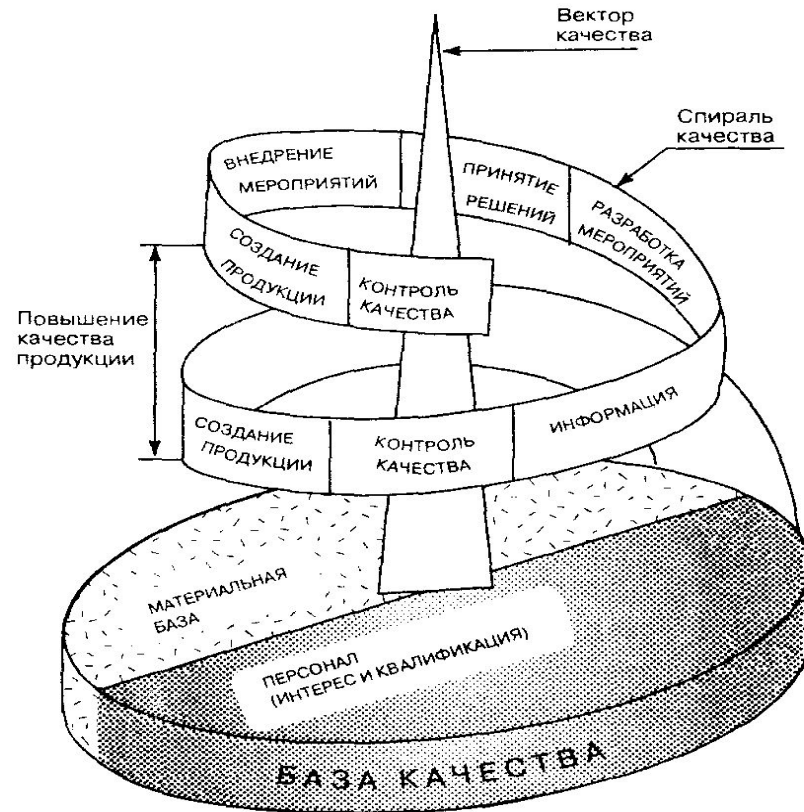 Вектор
качества
Спираль
качества
ВНЕДРЕНИЕ
МЕРОПРИЯТИЙ
ПРИНЯТИЕ
РЕШЕНИЙ
РАЗРАБОТКА
МЕРОПРИЯТИЙ
СОЗДАНИЕ
ПРОДУКЦИИ
КОНТРОЛЬ
КАЧЕСТВА
Повышение
качества
продукции
СОЗДАНИЕ
ПРОДУКЦИИ
КОНТРОЛЬ
КАЧЕСТВА
ИНФОРМАЦИЯ
МАТЕРИАЛЬНАЯ
БАЗА
ПЕРСОНАЛ
(ИНТЕРЕС И КВАЛИФИКАЦИЯ)
БАЗА КАЧЕСТВА